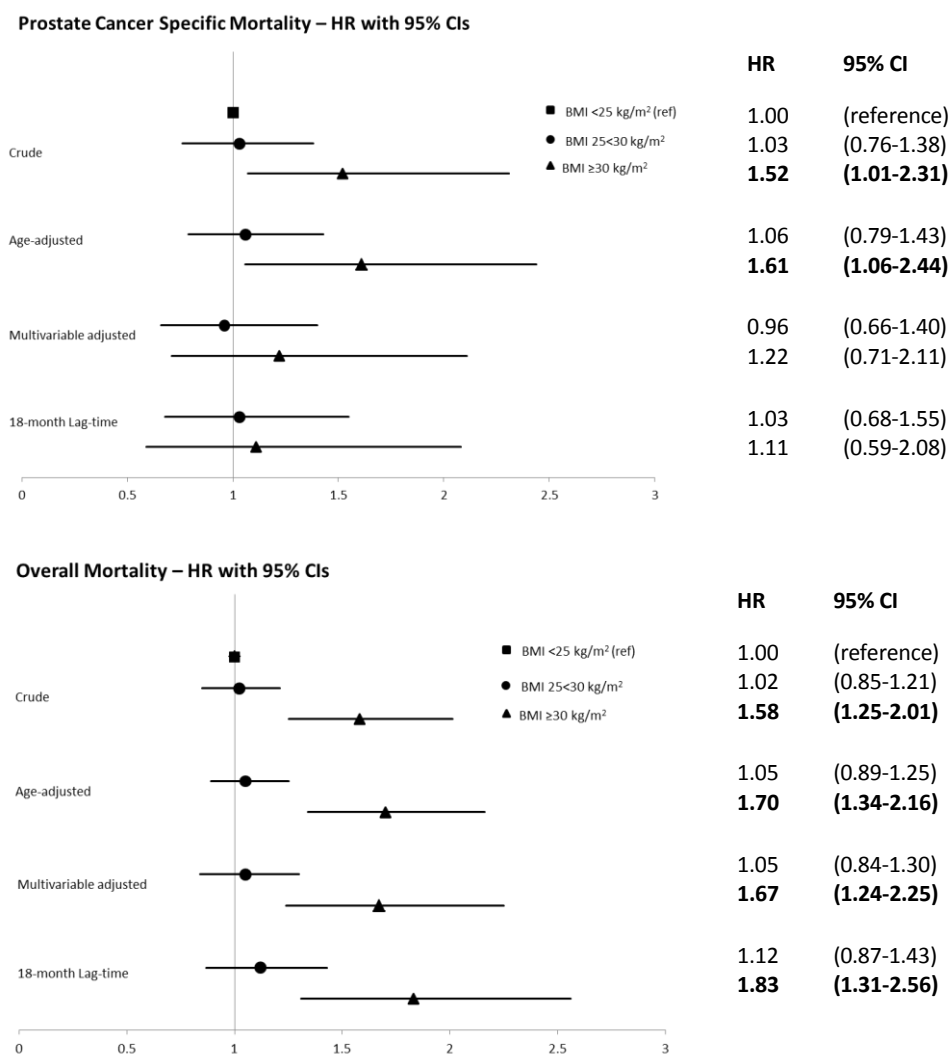 Prostate Cancer Specific Mortality – HR with 95% CIs
HR 95% CI
■ BMI <25 kg/m² (ref) 1.00 (reference)
● BMI 25<30 kg/m² 1.03 (0.76-1.38)
Crude
▲ BMI ≥30 kg/m² 1.52 (1.01-2.31)
1.06 (0.79-1.43)
Age-adjusted
1.61 (1.06-2.44)
0.96 (0.66-1.40)
Multivariable adjusted
1.22 (0.71-2.11)
1.03 (0.68-1.55)
18-month Lag-time
1.11 (0.59-2.08)
0 0.5 1 1.5 2 2.5 3
Overall Mortality – HR with 95% CIs
HR 95% CI
■ BMI <25 kg/m² (ref) 1.00 (reference)
● BMI 25<30 kg/m² 1.02 (0.85-1.21)
Crude
▲ BMI ≥30 kg/m² 1.58 (1.25-2.01)
1.05 (0.89-1.25)
Age-adjusted
1.70 (1.34-2.16)
1.05 (0.84-1.30)
Multivariable adjusted
1.67 (1.24-2.25)
1.12 (0.87-1.43)
18-month Lag-time
1.83 (1.31-2.56)
0 0.5 1 1.5 2 2.5 3